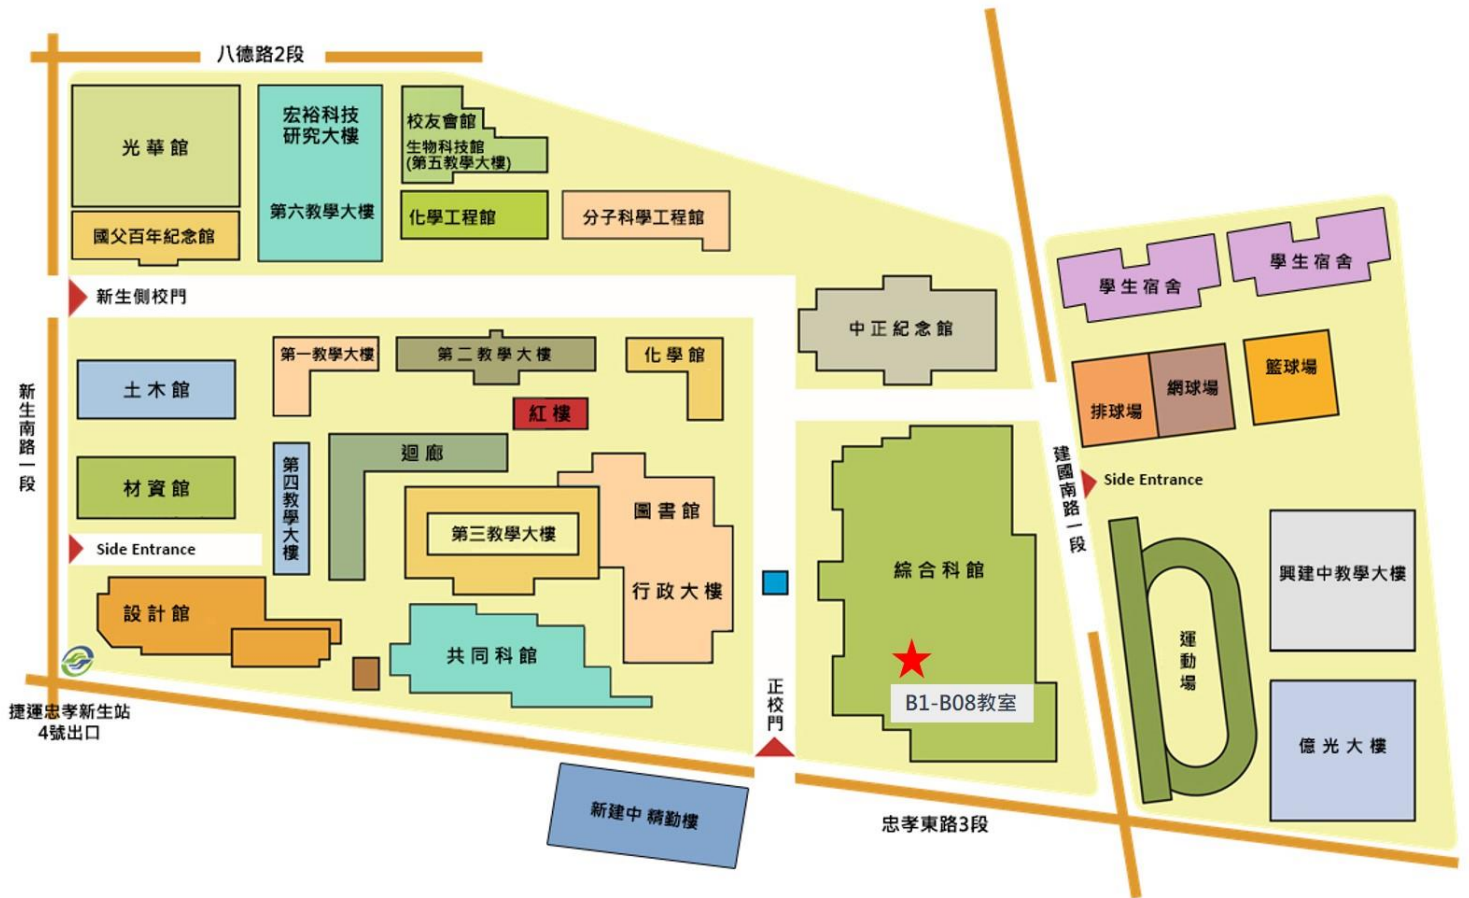 八德路2段
光華館
宏裕科技
研究大樓
第六教學大樓
校友會館
生物科技館
(第五教學大樓)
化學工程館
分子科學工程館
國父百年紀念館
新生側校門
中正紀念館
學生宿舍
學生宿舍
排球場
網球場
籃球場
土木館
第一教學大樓
第二教學大樓
化學館
紅樓
新生南路一段
材資館
第四教學大樓
迴廊
第三教學大樓
圖書館
行政大樓
Side Entrance
設計館
共同科館
綜合科館
B1-B08教室
建國南路一段
Side Entrance
運動場
興建中教學大樓
億光大樓
捷運忠孝新生站
4號出口
正校門
新建中 精勤樓
忠孝東路3段